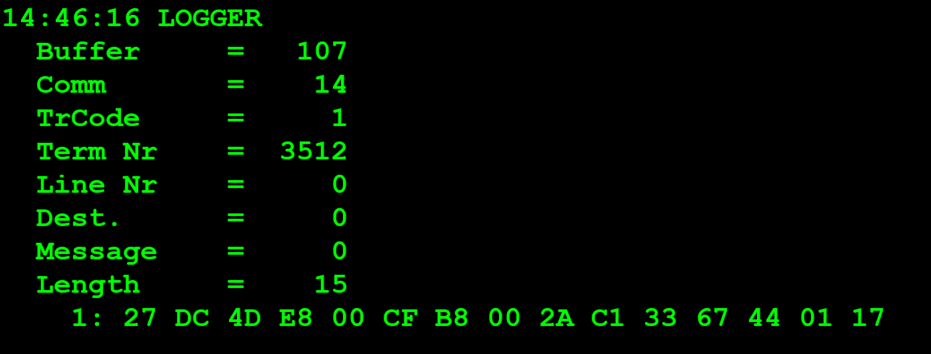 14:46:16 LOGGER
Buffer = 107
Comm = 14
TrCode = 1
Term Nr = 3512
Line Nr = 0
Dest. = 0
Message = 0
Length = 15
1: 27 DC 4D E8 00 CF B8 00 2A C1 33 67 44 01 17